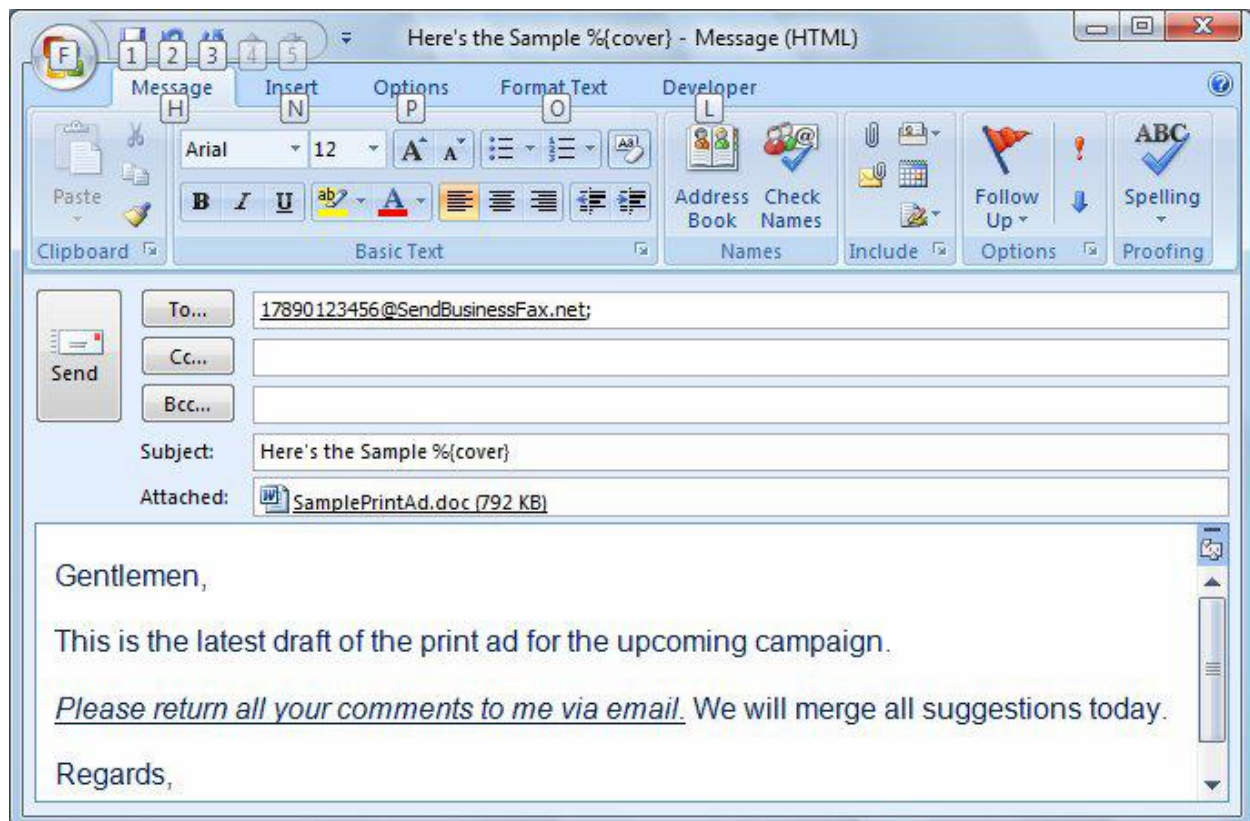 Here's the Sample %{cover} - Message (HTML)
F 1 2 3 4 5
Message Insert Options Format Text Developer
H N P O L
Arial 12 A A Aa
ABC
Paste
B I U ab A
Address Book
Check Names
Follow Up
Spelling
Clipboard Basic Text Names Include Options Proofing
Send
To... 17890123456@SendBusinessFax.net;
Cc...
Bcc...
Subject: Here's the Sample %{cover}
Attached: SamplePrintAd.doc (792 KB)
Gentlemen,
This is the latest draft of the print ad for the upcoming campaign.
Please return all your comments to me via email. We will merge all suggestions today.
Regards,